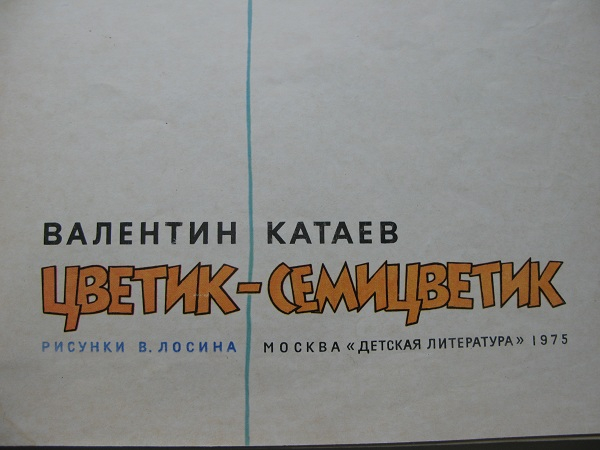 ВАЛЕНТИН КАТАЕВ
ЦВЕТИК-СЕМИЦВЕТИК
РИСУНКИ В. ЛОСИНА МОСКВА «ДЕТСКАЯ ЛИТЕРАТУРА» 1975